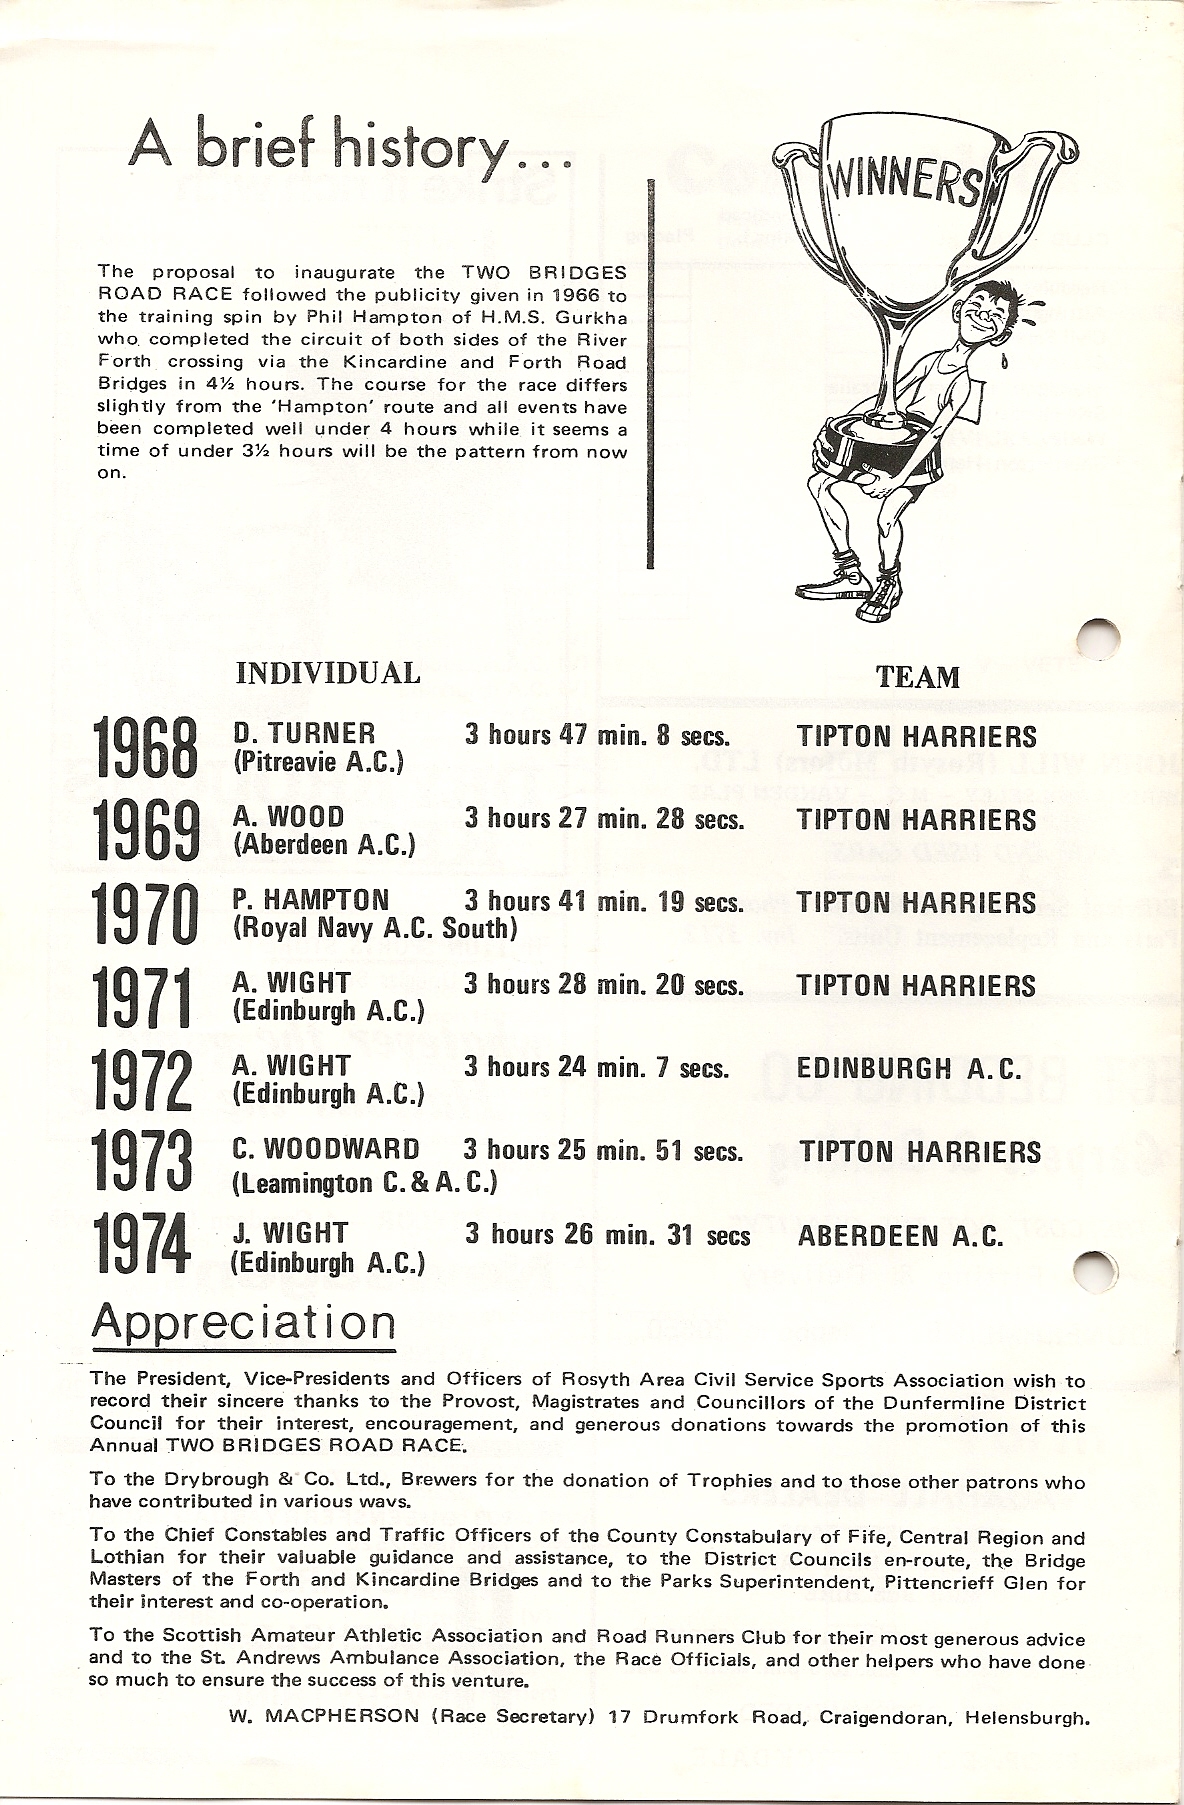 A brief history...
WINNERS
The proposal to inaugurate the TWO BRIDGES
ROAD RACE followed the publicity given in 1966 to
the training spin by Phil Hampton of H.M.S. Gurkha
who completed the circuit of both sides of the River
Forth crossing via the Kincardine and Forth Road
Bridges in 4½ hours. The course for the race differs
slightly from the 'Hampton' route and all events have
been completed well under 4 hours while it seems a
time of under 3½ hours will be the pattern from now
on.
INDIVIDUAL TEAM
1968 D. TURNER 3 hours 47 min. 8 secs. TIPTON HARRIERS
(Pitreavie A.C.)
1969 A. WOOD 3 hours 27 min. 28 secs. TIPTON HARRIERS
(Aberdeen A.C.)
1970 P. HAMPTON 3 hours 41 min. 19 secs. TIPTON HARRIERS
(Royal Navy A.C. South)
1971 A. WIGHT 3 hours 28 min. 20 secs. TIPTON HARRIERS
(Edinburgh A.C.)
1972 A. WIGHT 3 hours 24 min. 7 secs. EDINBURGH A.C.
(Edinburgh A.C.)
1973 C. WOODWARD 3 hours 25 min. 51 secs. TIPTON HARRIERS
(Leamington C. & A. C.)
1974 J. WIGHT 3 hours 26 min. 31 secs ABERDEEN A.C.
(Edinburgh A.C.)
Appreciation
The President, Vice-Presidents and Officers of Rosyth Area Civil Service Sports Association wish to
record their sincere thanks to the Provost, Magistrates and Councillors of the Dunfermline District
Council for their interest, encouragement, and generous donations towards the promotion of this
Annual TWO BRIDGES ROAD RACE.
To the Drybrough & Co. Ltd., Brewers for the donation of Trophies and to those other patrons who
have contributed in various wavs.
To the Chief Constables and Traffic Officers of the County Constabulary of Fife, Central Region and
Lothian for their valuable guidance and assistance, to the District Councils en-route, the Bridge
Masters of the Forth and Kincardine Bridges and to the Parks Superintendent, Pittencrieff Glen for
their interest and co-operation.
To the Scottish Amateur Athletic Association and Road Runners Club for their most generous advice
and to the St. Andrews Ambulance Association, the Race Officials, and other helpers who have done
so much to ensure the success of this venture.
W. MACPHERSON (Race Secretary) 17 Drumfork Road, Craigendoran, Helensburgh.